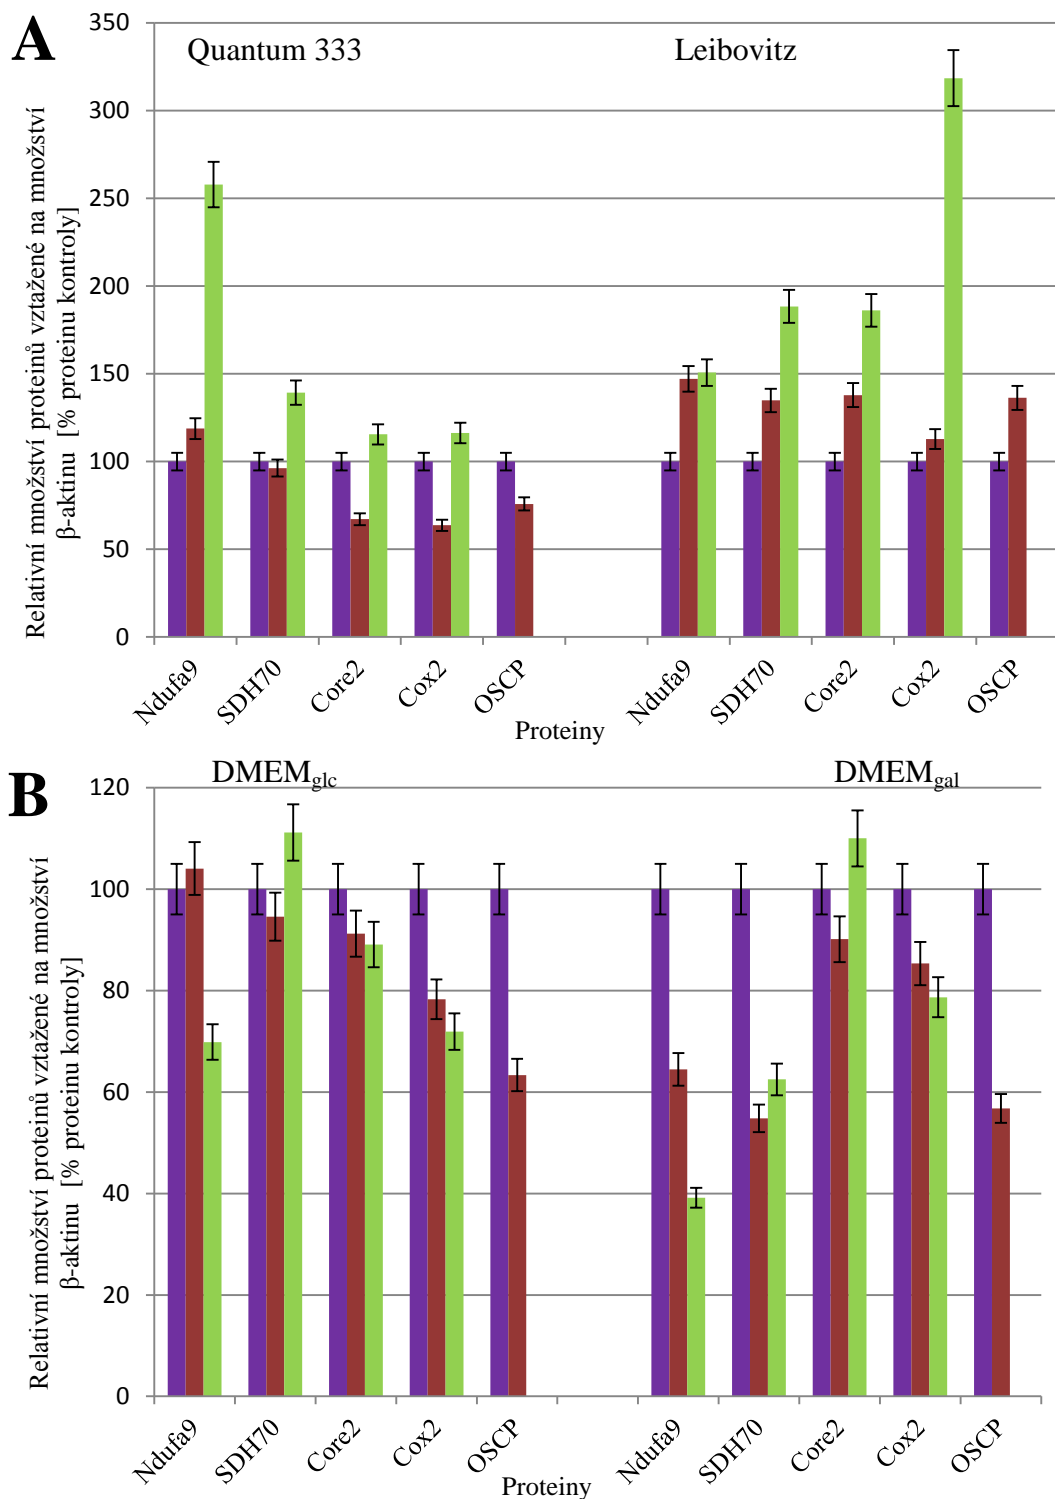 A
Quantum 333
Leibovitz
Relativní množství proteinů vztažené na množství
β-aktinu [% proteinu kontroly]
350
300
250
200
150
100
50
0
Ndufa9
SDH70
Core2
Cox2
OSCP
Ndufa9
SDH70
Core2
Cox2
OSCP
Proteiny
B
DMEMglc
DMEMgal
Relativní množství proteinů vztažené na množství
β-aktinu [% proteinu kontroly]
120
100
80
60
40
20
0
Ndufa9
SDH70
Core2
Cox2
OSCP
Ndufa9
SDH70
Core2
Cox2
OSCP
Proteiny